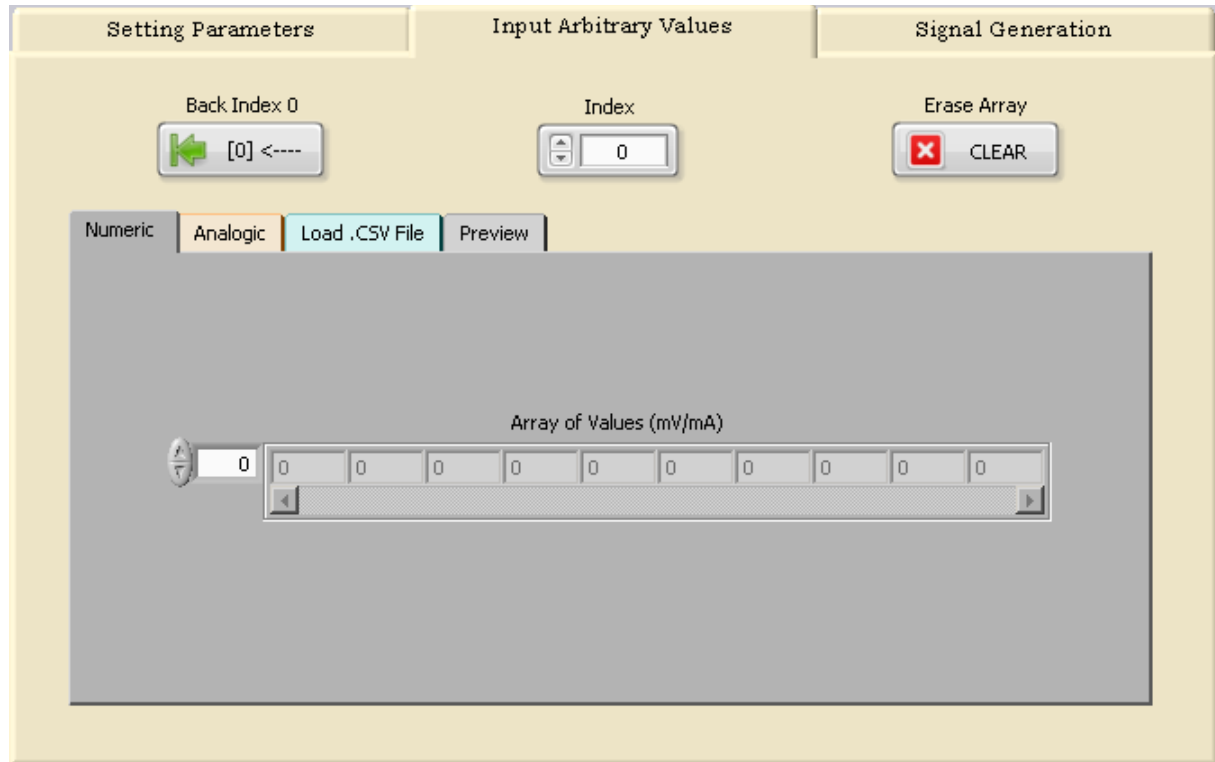 Setting Parameters Input Arbitrary Values Signal Generation
Back Index 0 Index Erase Array
[0] <---- 0 CLEAR
Numeric Analogic Load .CSV File Preview
Array of Values (mV/mA)
0 0 0 0 0 0 0 0 0 0 0